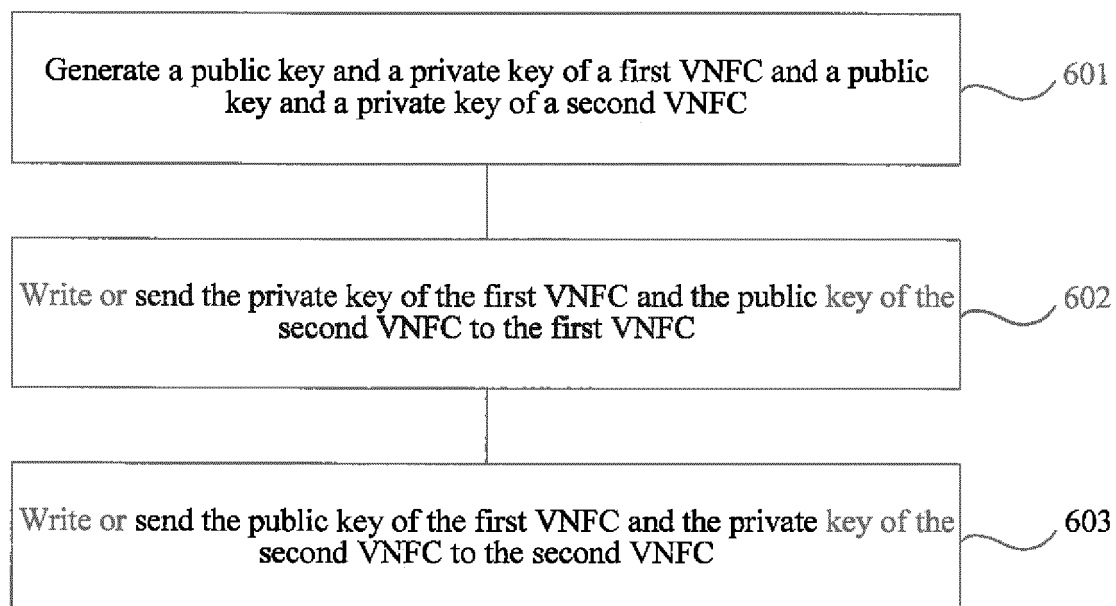 Generate a public key and a private key of a first VNFC and a public
key and a private key of a second VNFC
601
Write or send the private key of the first VNFC and the public key of the
second VNFC to the first VNFC
602
Write or send the public key of the first VNFC and the private key of the
second VNFC to the second VNFC
603